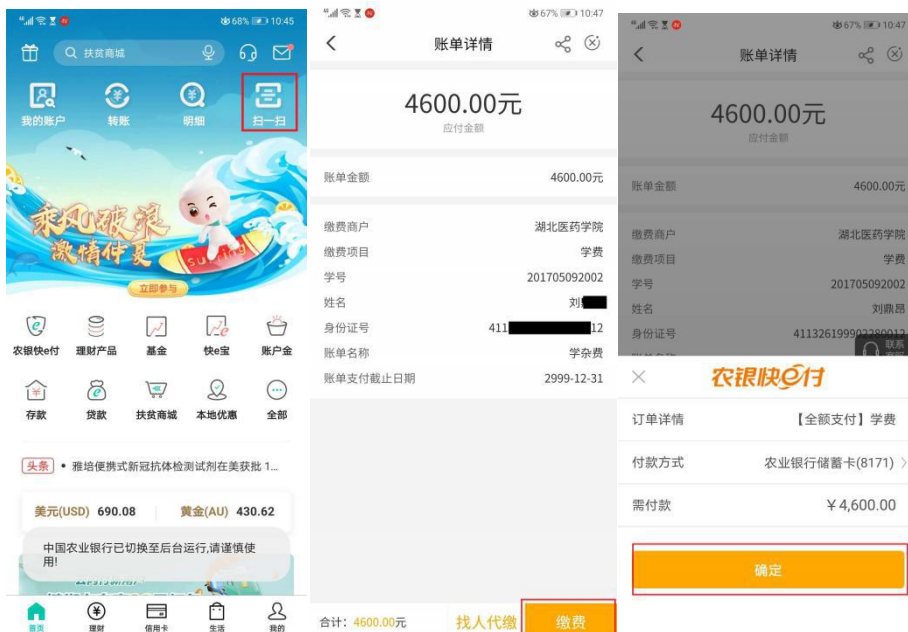 68% 10:45
扶贫商城
我的账户 转账 明细 扫一扫
乘风破浪
激情仲夏
surfing
立即参与
农银快e付 理财产品 基金 快e宝 账户金
存款 贷款 扶贫商城 本地优惠 全部
头条 • 雅培便携式新冠抗体检测试剂在美获批 1...
美元(USD) 690.08 黄金(AU) 430.62
中国农业银行已切换至后台运行,请谨慎使
用!
首页 理财 信用卡 生活 我的
67% 10:47
账单详情
4600.00元
应付金额
账单金额 4600.00元
缴费商户 湖北医药学院
缴费项目 学费
学号 201705092002
姓名 刘
身份证号 411 12
账单名称 学杂费
账单支付截止日期 2999-12-31
合计: 4600.00元 找人代缴 缴费
67% 10:47
账单详情
4600.00元
应付金额
账单金额 4600.00元
缴费商户 湖北医药学院
缴费项目 学费
学号 201705092002
姓名 刘鼎昂
身份证号 411326199902280012
联系
农银快e付
订单详情 【全额支付】学费
付款方式 农业银行储蓄卡(8171)
需付款 ¥4,600.00
确定